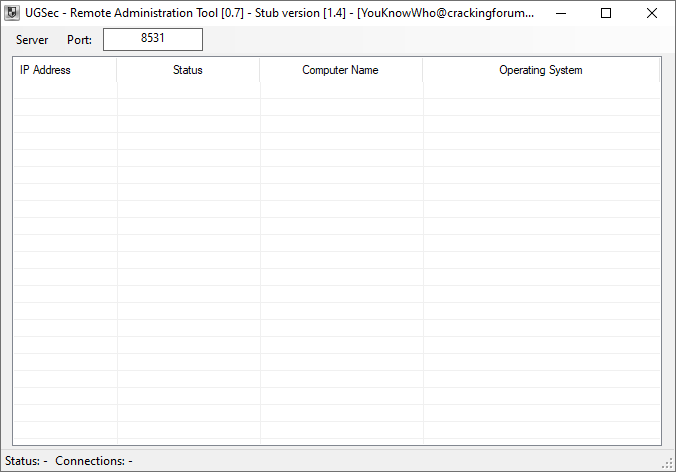 UGSec - Remote Administration Tool [0.7] - Stub version [1.4] - [YouKnowWho@crackingforum...
Server Port: 8531
IP Address Status Computer Name Operating System
Status: - Connections: -